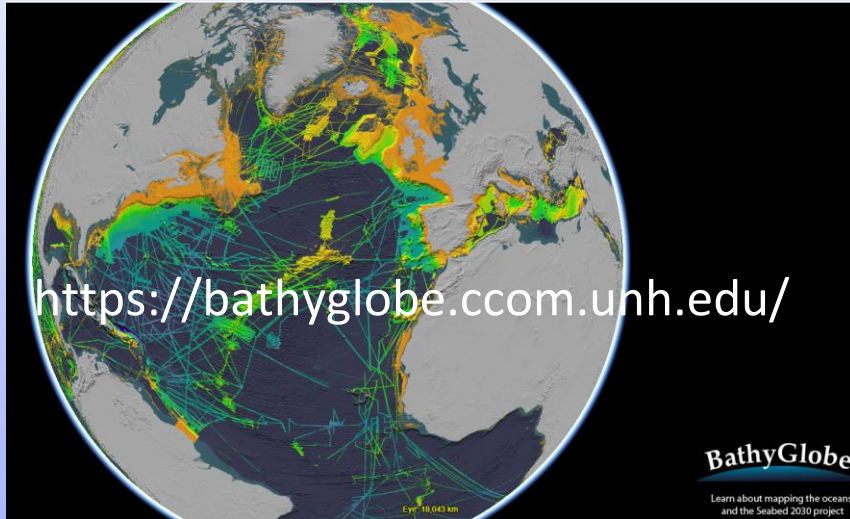 https://bathyglobe.ccom.unh.edu/
Eye: 18,043 km
BathyGlobe
Learn about mapping the oceans
and the Seabed 2030 project